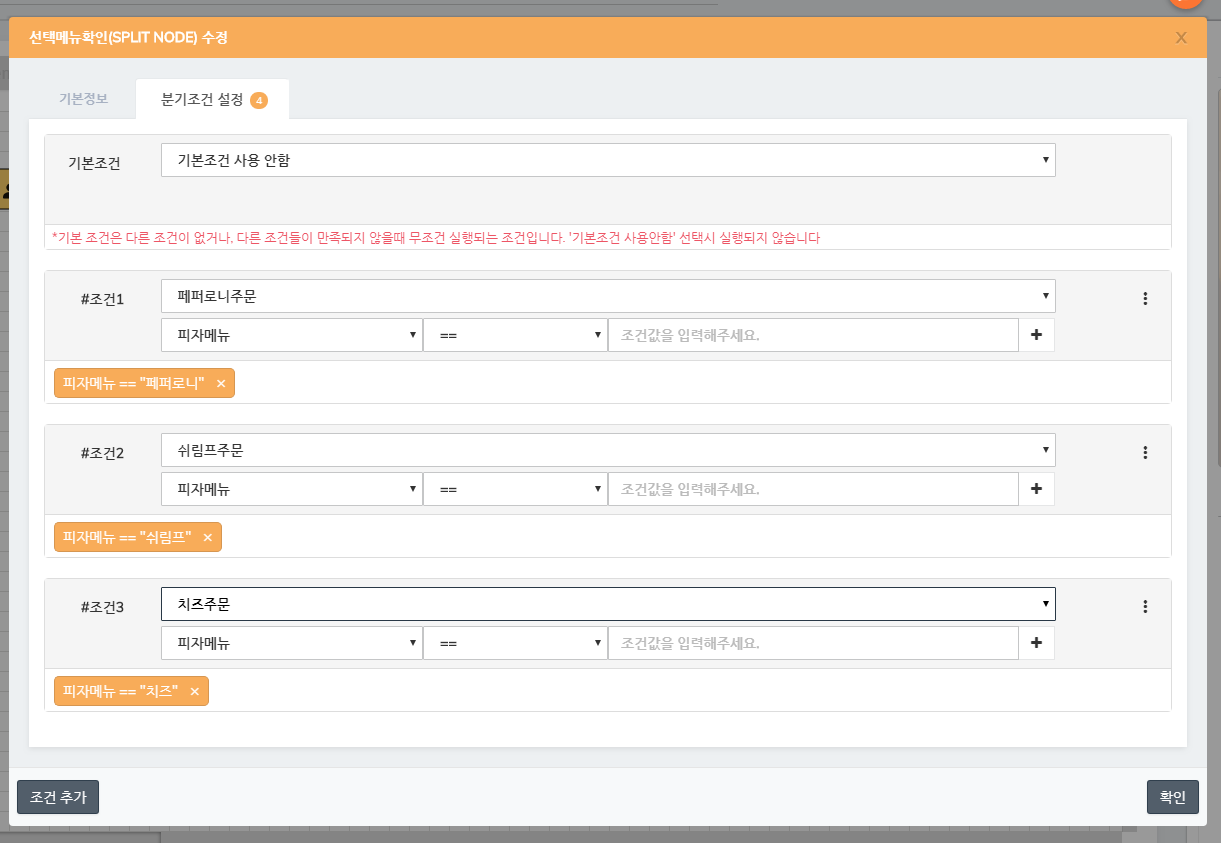 선택메뉴확인(SPLIT NODE) 수정 X
기본정보 분기조건 설정 4
기본조건 기본조건 사용 안함
*기본 조건은 다른 조건이 없거나, 다른 조건들이 만족되지 않을때 무조건 실행되는 조건입니다. '기본조건 사용안함' 선택시 실행되지 않습니다
#조건1 페퍼로니주문
피자메뉴 == 조건값을 입력해주세요. +
피자메뉴 == "페퍼로니" ×
#조건2 쉬림프주문
피자메뉴 == 조건값을 입력해주세요. +
피자메뉴 == "쉬림프" ×
#조건3 치즈주문
피자메뉴 == 조건값을 입력해주세요. +
피자메뉴 == "치즈" ×
조건 추가 확인